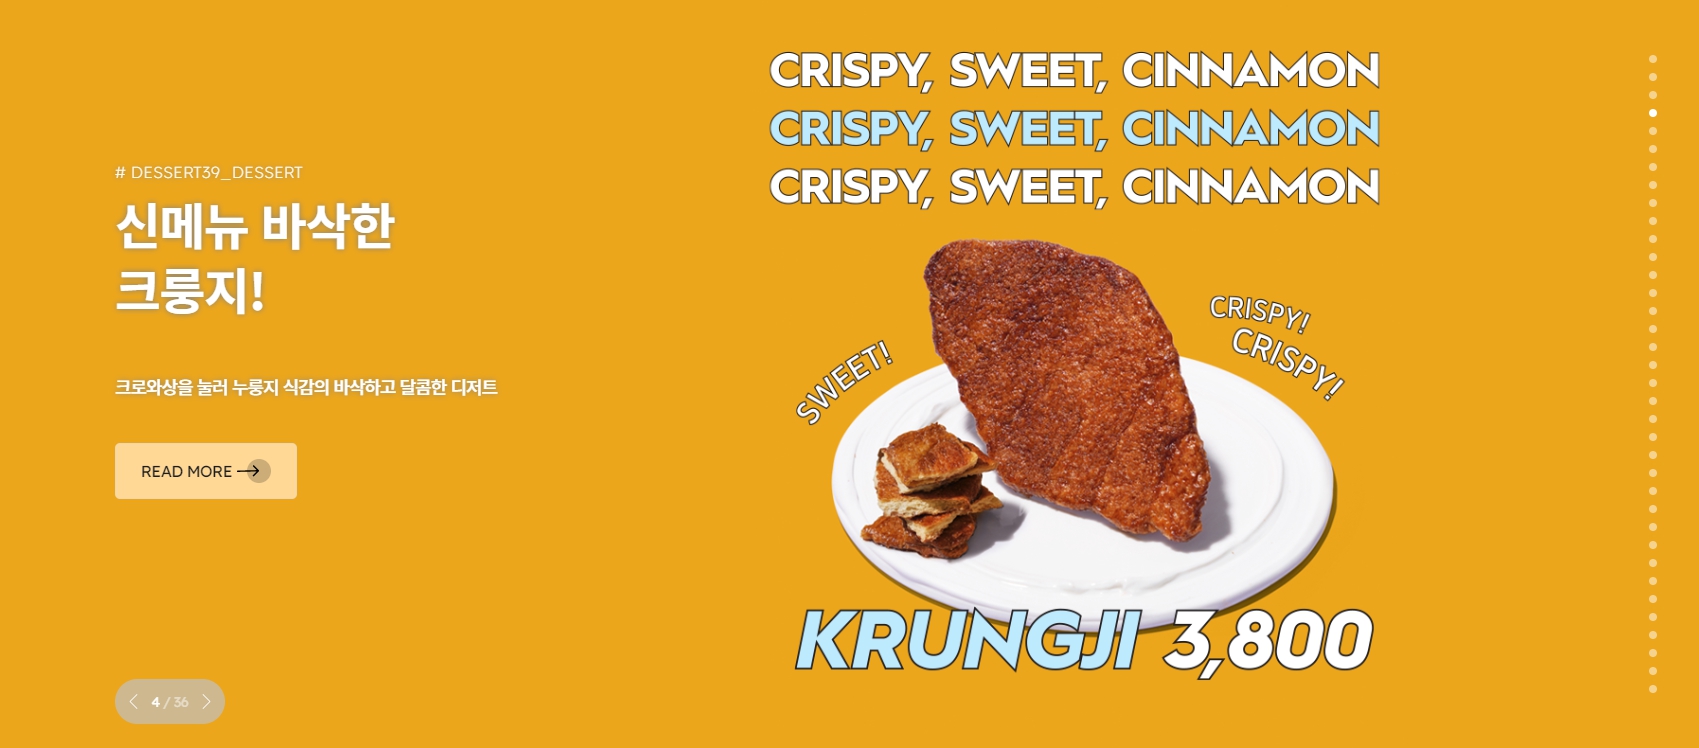 # DESSERT39_DESSERT
신메뉴 바삭한
크룽지!
크로와상을 눌러 누룽지 식감의 바삭하고 달콤한 디저트
READ MORE
4 / 36
CRISPY, SWEET, CINNAMON
CRISPY, SWEET, CINNAMON
CRISPY, SWEET, CINNAMON
SWEET!
CRISPY!
CRISPY!
KRUNGJI 3,800